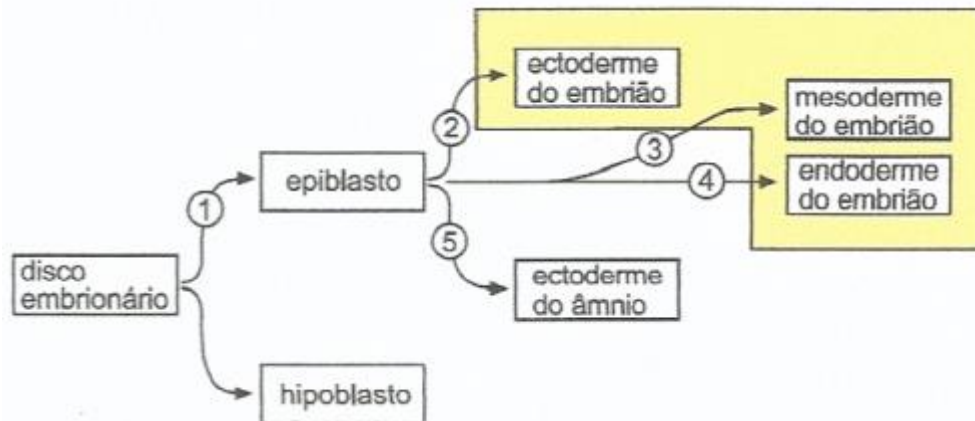 ectoderme
do embrião
mesoderme
do embrião
2
3
epiblasto
4
endoderme
do embrião
1
5
disco
embrionário
ectoderme
do âmnio
hipoblasto